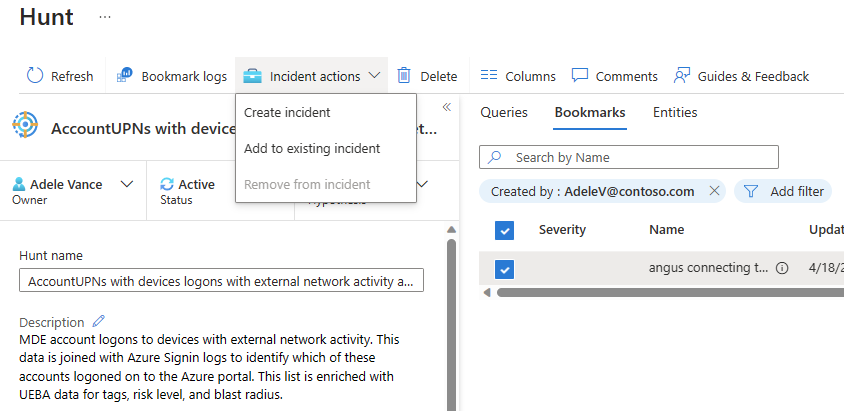 Hunt ...
Refresh Bookmark logs Incident actions Delete Columns Comments Guides & Feedback
Create incident
Add to existing incident
Remove from incident
AccountUPNs with devices et...
Adele Vance
Owner
Active
Status
Hypothesis
Hunt name
AccountUPNs with devices logons with external network activity a...
Description
MDE account logons to devices with external network activity. This
data is joined with Azure Signin logs to identify which of these
accounts logoned on to the Azure portal. This list is enriched with
UEBA data for tags, risk level, and blast radius.
Queries Bookmarks Entities
Search by Name
Created by : AdeleV@contoso.com Add filter
Severity Name Updat
angus connecting t... 4/18/2